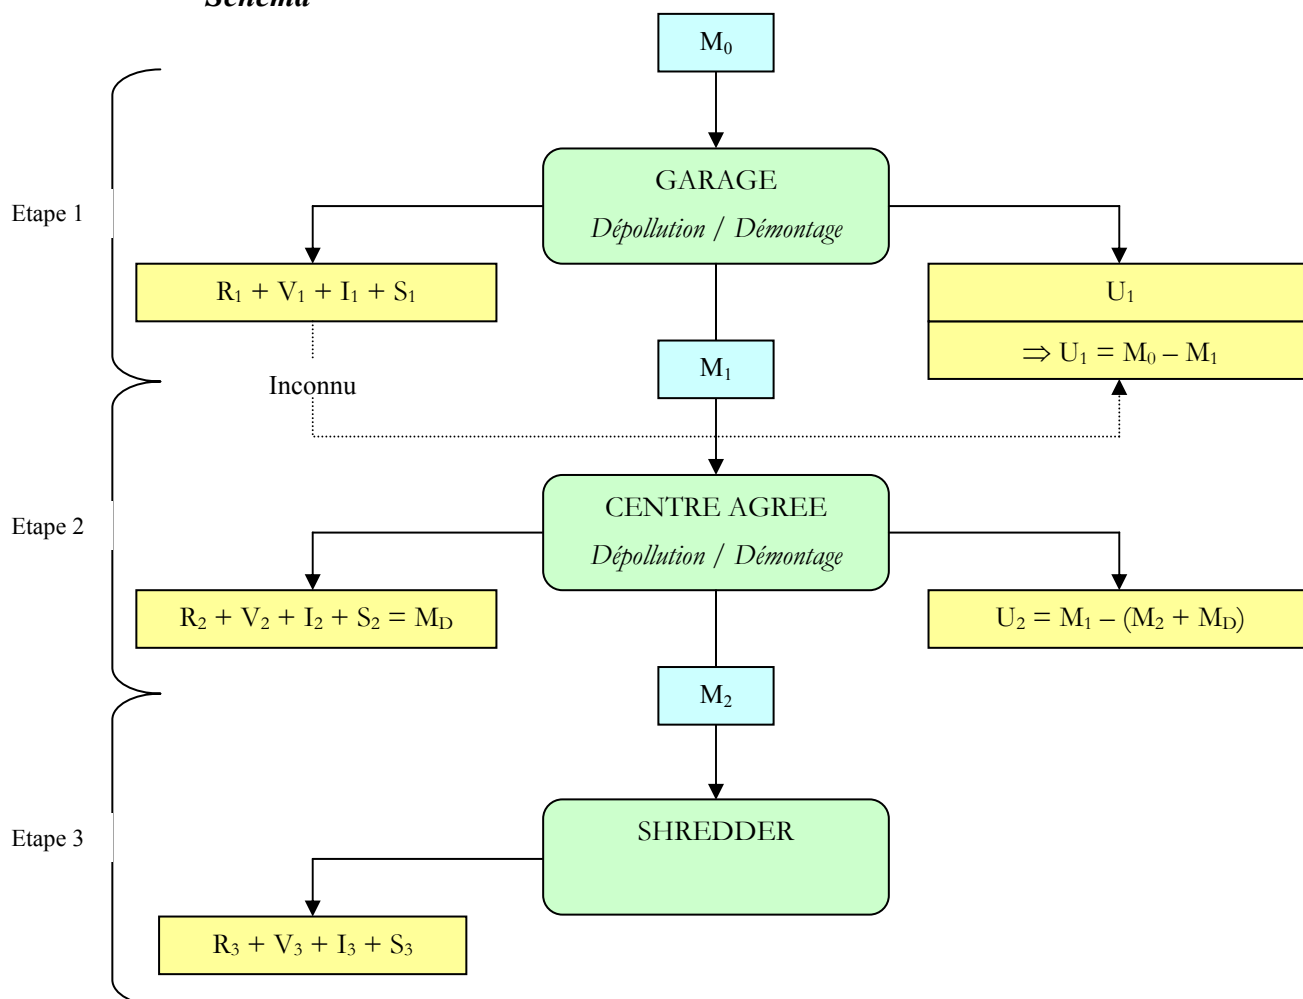 Schéma
M₀
GARAGE
Dépollution / Démontage
Etape 1
R₁ + V₁ + I₁ + S₁
U₁
⇒ U₁ = M₀ – M₁
M₁
Inconnu
CENTRE AGREE
Dépollution / Démontage
Etape 2
R₂ + V₂ + I₂ + S₂ = M_D
U₂ = M₁ – (M₂ + M_D)
M₂
SHREDDER
Etape 3
R₃ + V₃ + I₃ + S₃